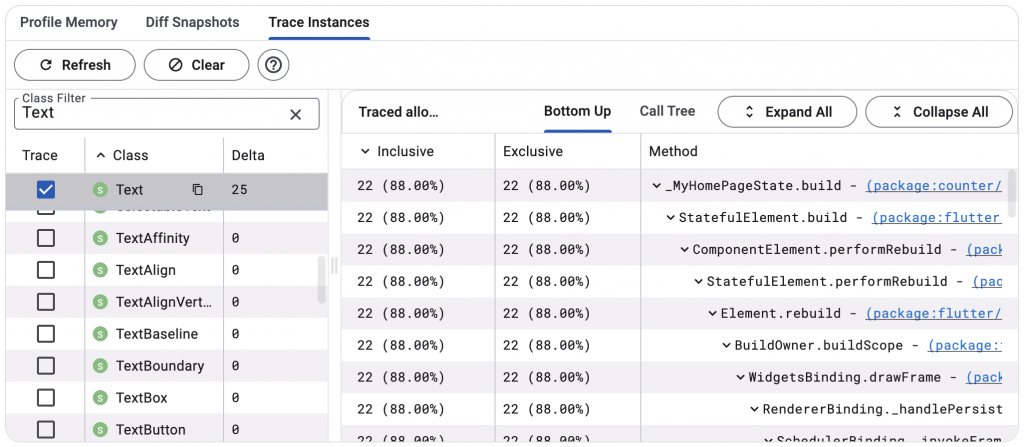 Profile Memory Diff Snapshots Trace Instances
Refresh Clear ?
Class Filter
Text
Trace Class Delta
S Text 25
S TextAffinity 0
S TextAlign 0
S TextAlignVert… 0
S TextBaseline 0
S TextBoundary 0
S TextBox 0
S TextButton 0
Traced allo… Bottom Up Call Tree Expand All Collapse All
Inclusive Exclusive Method
22 (88.00%) 22 (88.00%) _MyHomePageState.build - (package:counter/
22 (88.00%) 22 (88.00%) StatefulElement.build - (package:flutter
22 (88.00%) 22 (88.00%) ComponentElement.performRebuild - (pack
22 (88.00%) 22 (88.00%) StatefulElement.performRebuild - (pac
22 (88.00%) 22 (88.00%) Element.rebuild - (package:flutter/
22 (88.00%) 22 (88.00%) BuildOwner.buildScope - (package:
22 (88.00%) 22 (88.00%) WidgetsBinding.drawFrame - (pack
22 (88.00%) 22 (88.00%) RendererBinding._handlePersist
22 (88.00%) 22 (88.00%) SchedulerBinding._invokeFram